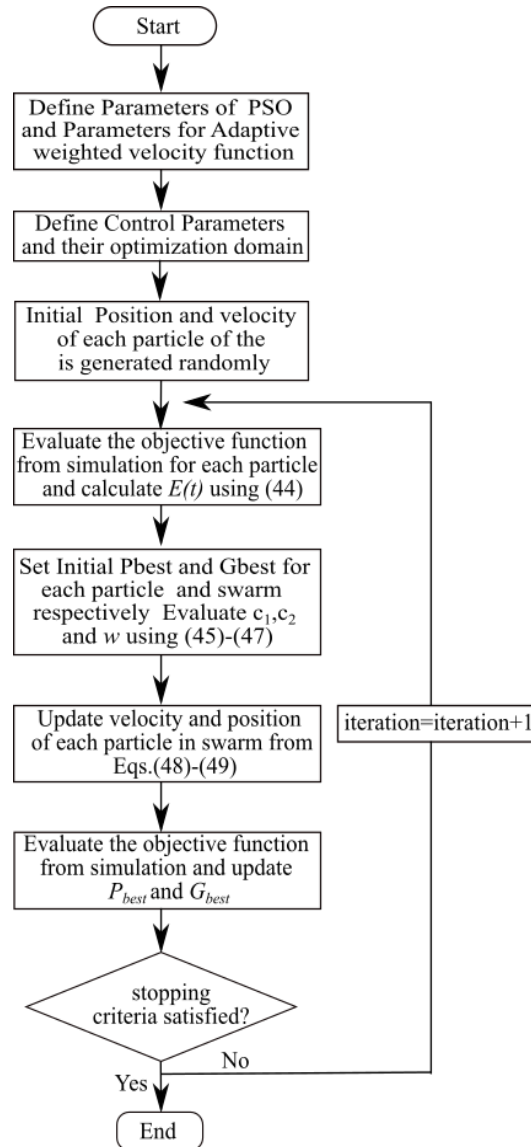 Start
Define Parameters of PSO
and Parameters for Adaptive
weighted velocity function
Define Control Parameters
and their optimization domain
Initial Position and velocity
of each particle of the
is generated randomly
Evaluate the objective function
from simulation for each particle
and calculate E(t) using (44)
Set Initial Pbest and Gbest for
each particle and swarm
respectively Evaluate c₁,c₂
and w using (45)-(47)
Update velocity and position
of each particle in swarm from
Eqs.(48)-(49)
iteration=iteration+1
Evaluate the objective function
from simulation and update
P_best and G_best
stopping
criteria satisfied?
No
Yes
End